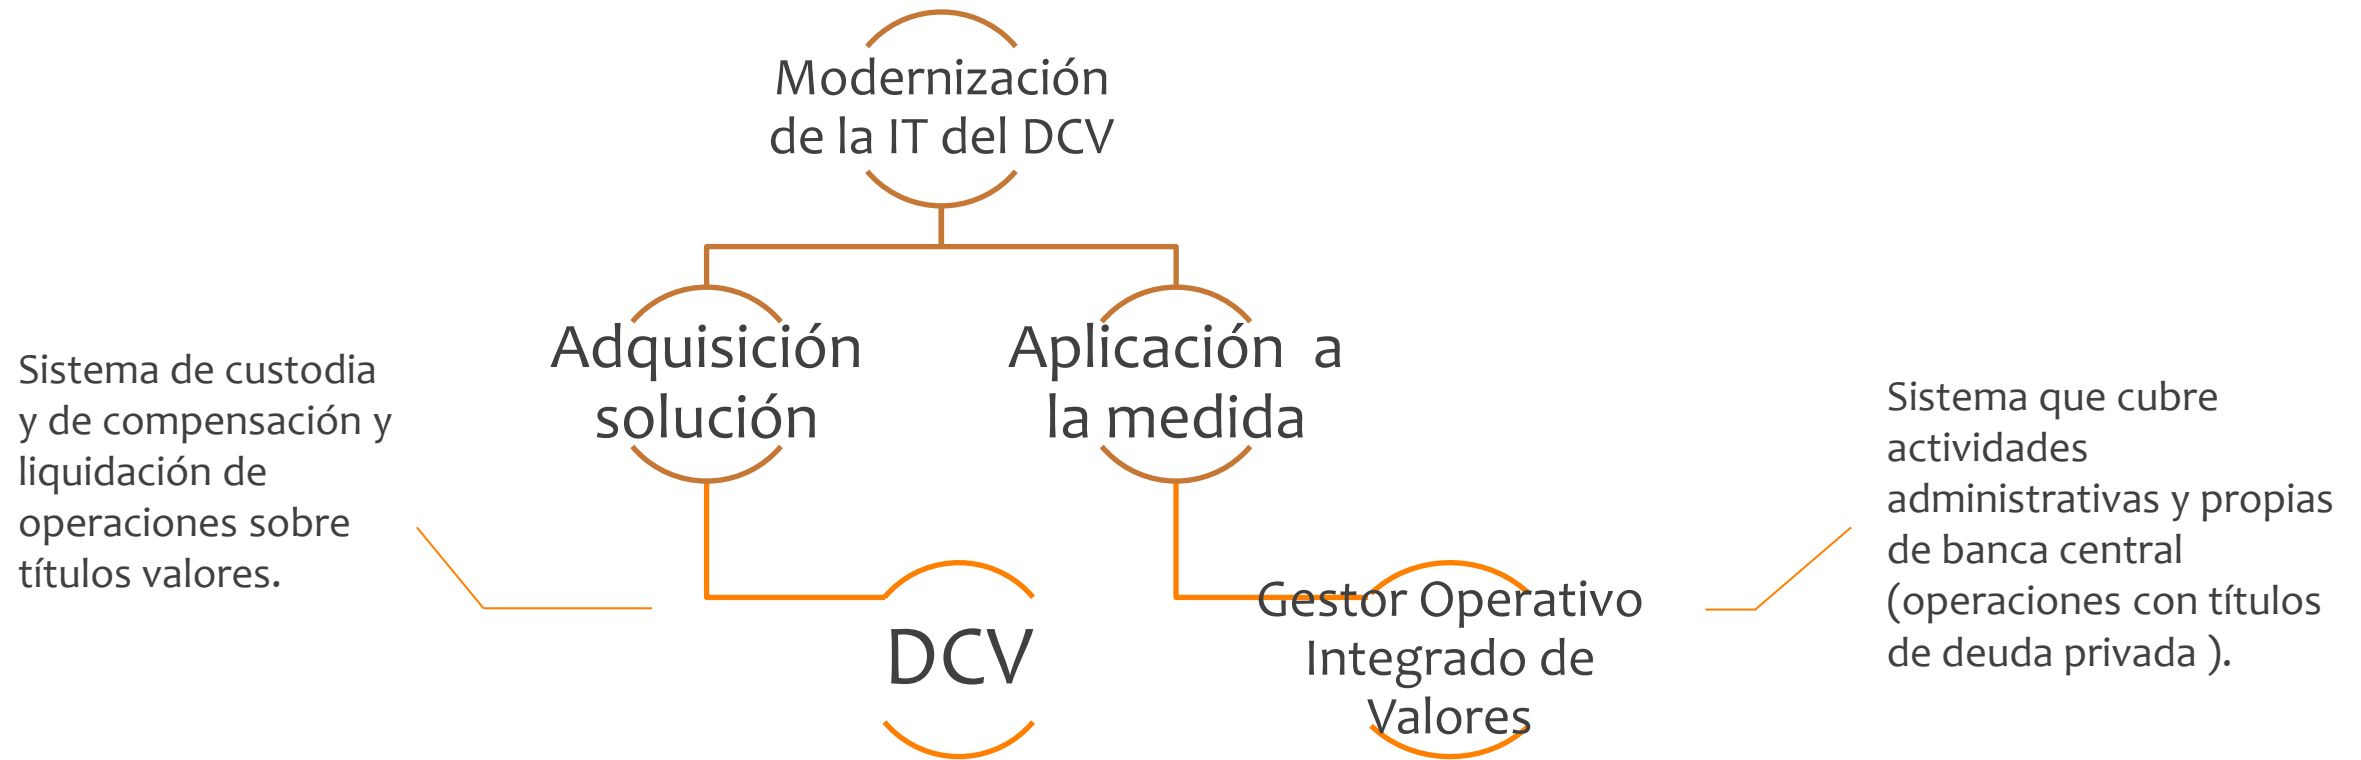 Modernización
de la IT del DCV
Adquisición
solución
Aplicación a
la medida
Sistema de custodia
y de compensación y
liquidación de
operaciones sobre
títulos valores.
DCV
Gestor Operativo
Integrado de
Valores
Sistema que cubre
actividades
administrativas y propias
de banca central
(operaciones con títulos
de deuda privada ).